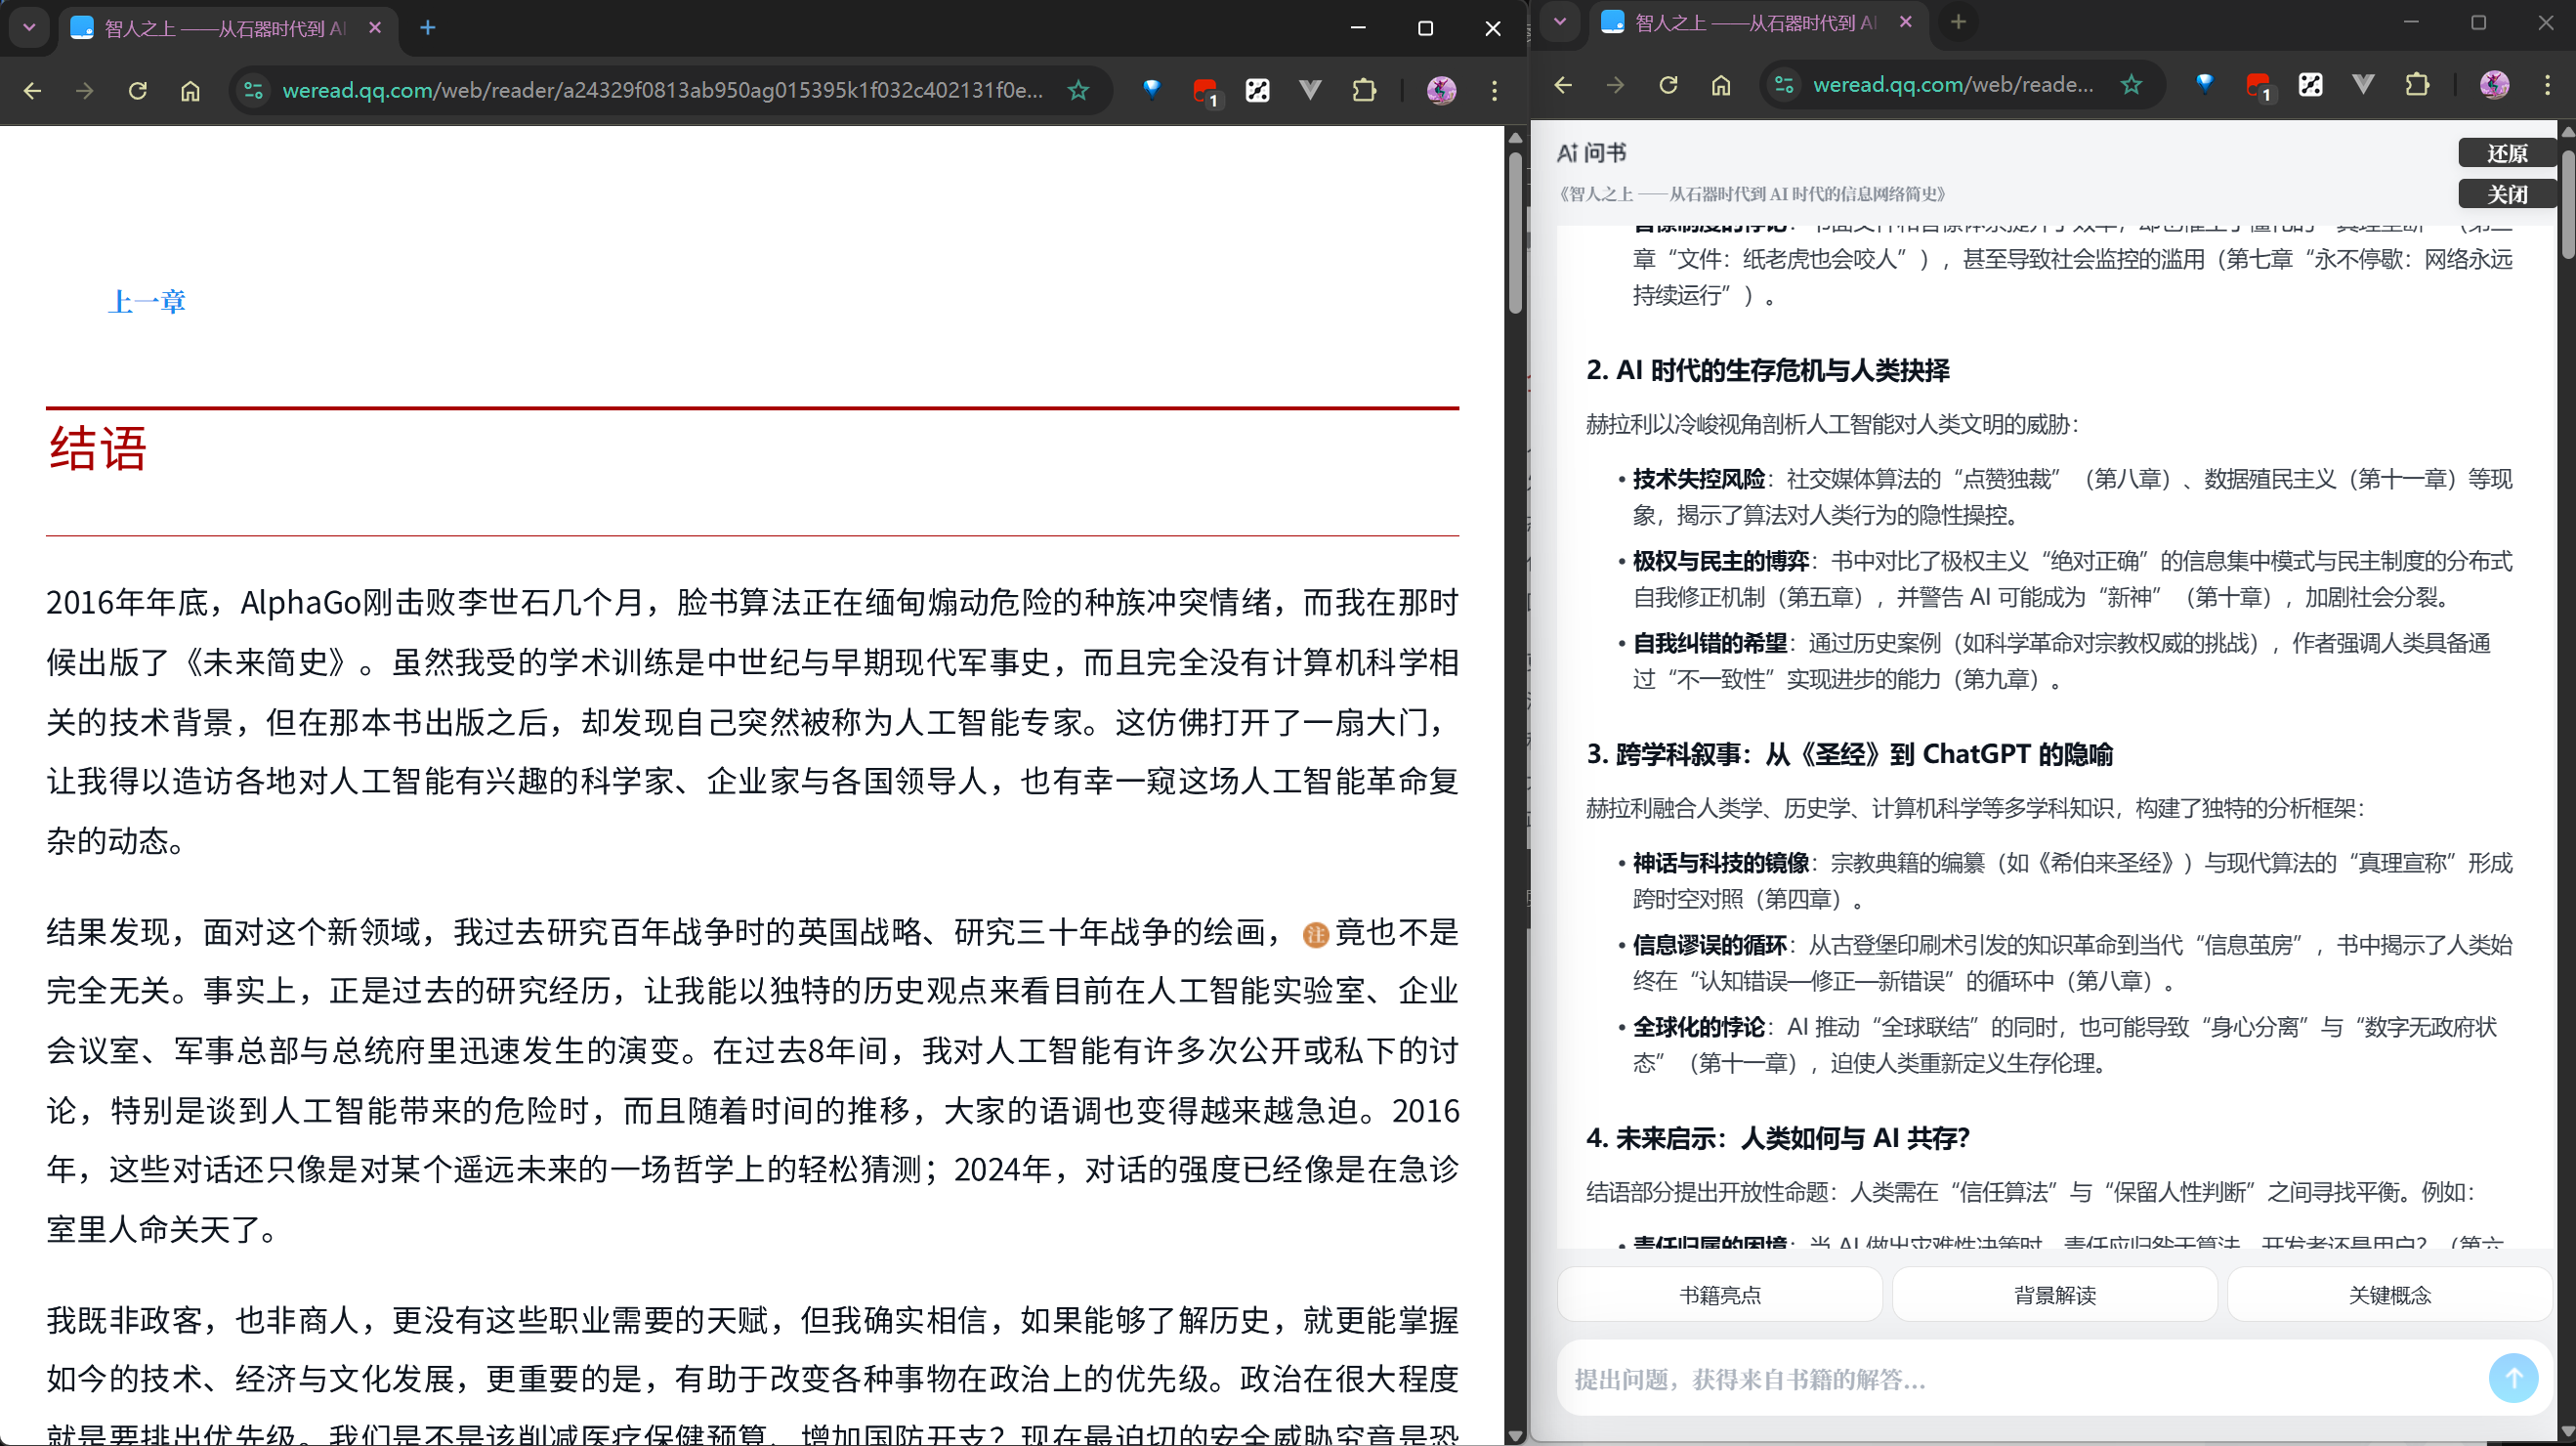 智人之上 ——从石器时代到 AI
weread.qq.com/web/reader/a24329f0813ab950ag015395k1f032c402131f0e...
1
上一章
结语
2016年年底，AlphaGo刚击败李世石几个月，脸书算法正在缅甸煽动危险的种族冲突情绪，而我在那时
候出版了《未来简史》。虽然我受的学术训练是中世纪与早期现代军事史，而且完全没有计算机科学相
关的技术背景，但在那本书出版之后，却发现自己突然被称为人工智能专家。这仿佛打开了一扇大门，
让我得以造访各地对人工智能有兴趣的科学家、企业家与各国领导人，也有幸一窥这场人工智能革命复
杂的动态。
结果发现，面对这个新领域，我过去研究百年战争时的英国战略、研究三十年战争的绘画，注竟也不是
完全无关。事实上，正是过去的研究经历，让我能以独特的历史观点来看目前在人工智能实验室、企业
会议室、军事总部与总统府里迅速发生的演变。在过去8年间，我对人工智能有许多次公开或私下的讨
论，特别是谈到人工智能带来的危险时，而且随着时间的推移，大家的语调也变得越来越急迫。2016
年，这些对话还只像是对某个遥远未来的一场哲学上的轻松猜测；2024年，对话的强度已经像是在急诊
室里人命关天了。
我既非政客，也非商人，更没有这些职业需要的天赋，但我确实相信，如果能够了解历史，就更能掌握
如今的技术、经济与文化发展，更重要的是，有助于改变各种事物在政治上的优先级。政治在很大程度
就是要排出优先级。我们是不是该削减医疗保健预算、增加国防开支？现在最迫切的安全威胁究竟是恐
智人之上 ——从石器时代到 AI
weread.qq.com/web/reade...
1
Ai 问书
还原
《智人之上 ——从石器时代到 AI 时代的信息网络简史》
关闭
章“文件：纸老虎也会咬人”），甚至导致社会监控的滥用（第七章“永不停歇：网络永远
持续运行”）。
2. AI 时代的生存危机与人类抉择
赫拉利以冷峻视角剖析人工智能对人类文明的威胁：
• 技术失控风险：社交媒体算法的“点赞独裁”（第八章）、数据殖民主义（第十一章）等现
象，揭示了算法对人类行为的隐性操控。
• 极权与民主的博弈：书中对比了极权主义“绝对正确”的信息集中模式与民主制度的分布式
自我修正机制（第五章），并警告 AI 可能成为“新神”（第十章），加剧社会分裂。
• 自我纠错的希望：通过历史案例（如科学革命对宗教权威的挑战），作者强调人类具备通
过“不一致性”实现进步的能力（第九章）。
3. 跨学科叙事：从《圣经》到 ChatGPT 的隐喻
赫拉利融合人类学、历史学、计算机科学等多学科知识，构建了独特的分析框架：
• 神话与科技的镜像：宗教典籍的编纂（如《希伯来圣经》）与现代算法的“真理宣称”形成
跨时空对照（第四章）。
• 信息谬误的循环：从古登堡印刷术引发的知识革命到当代“信息茧房”，书中揭示了人类始
终在“认知错误—修正—新错误”的循环中（第八章）。
• 全球化的悖论：AI 推动“全球联结”的同时，也可能导致“身心分离”与“数字无政府状
态”（第十一章），迫使人类重新定义生存伦理。
4. 未来启示：人类如何与 AI 共存？
结语部分提出开放性命题：人类需在“信任算法”与“保留人性判断”之间寻找平衡。例如：
• 责任归属的困境：当 AI 做出灾难性决策时，责任应归咎于算法、开发者还是用户？（第六
书籍亮点
背景解读
关键概念
提出问题，获得来自书籍的解答...